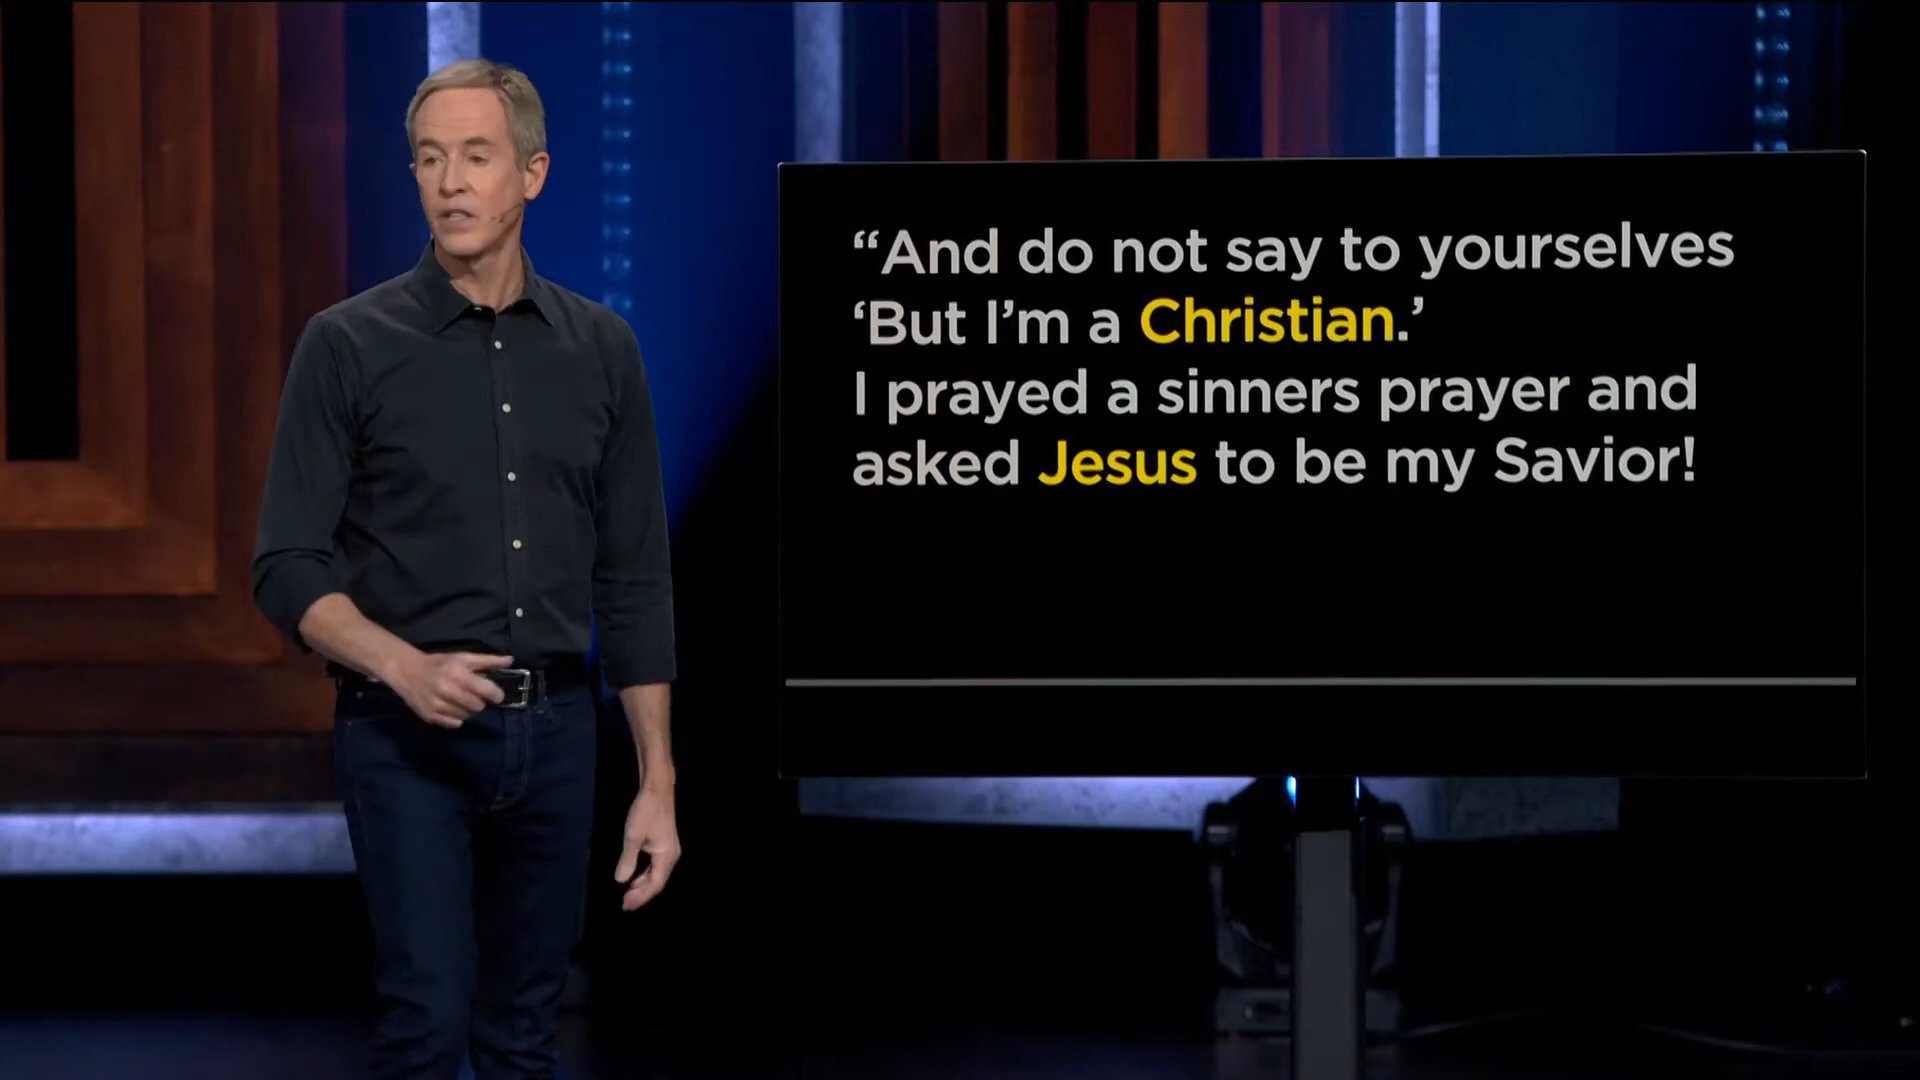 “And do not say to yourselves
‘But I’m a Christian.’
I prayed a sinners prayer and
asked Jesus to be my Savior!